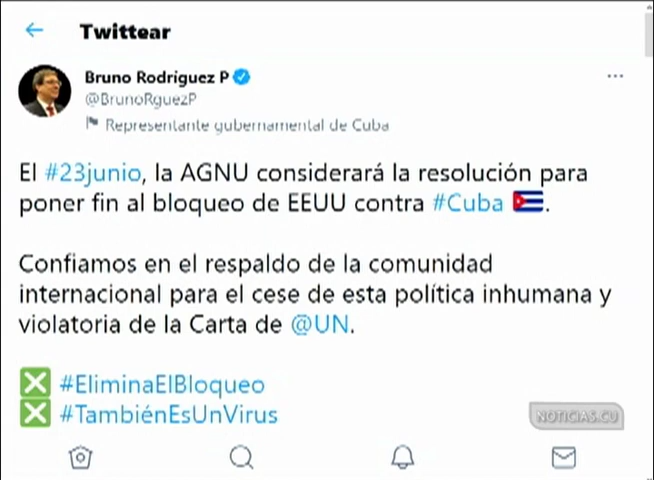 Twittear
Bruno Rodríguez P
@BrunoRguezP
Representante gubernamental de Cuba
El #23junio, la AGNU considerará la resolución para
poner fin al bloqueo de EEUU contra #Cuba 🇨🇺.
Confiamos en el respaldo de la comunidad
internacional para el cese de esta política inhumana y
violatoria de la Carta de @UN.
❎ #EliminaElBloqueo
❎ #TambiénEsUnVirus
NOTICIAS.CU